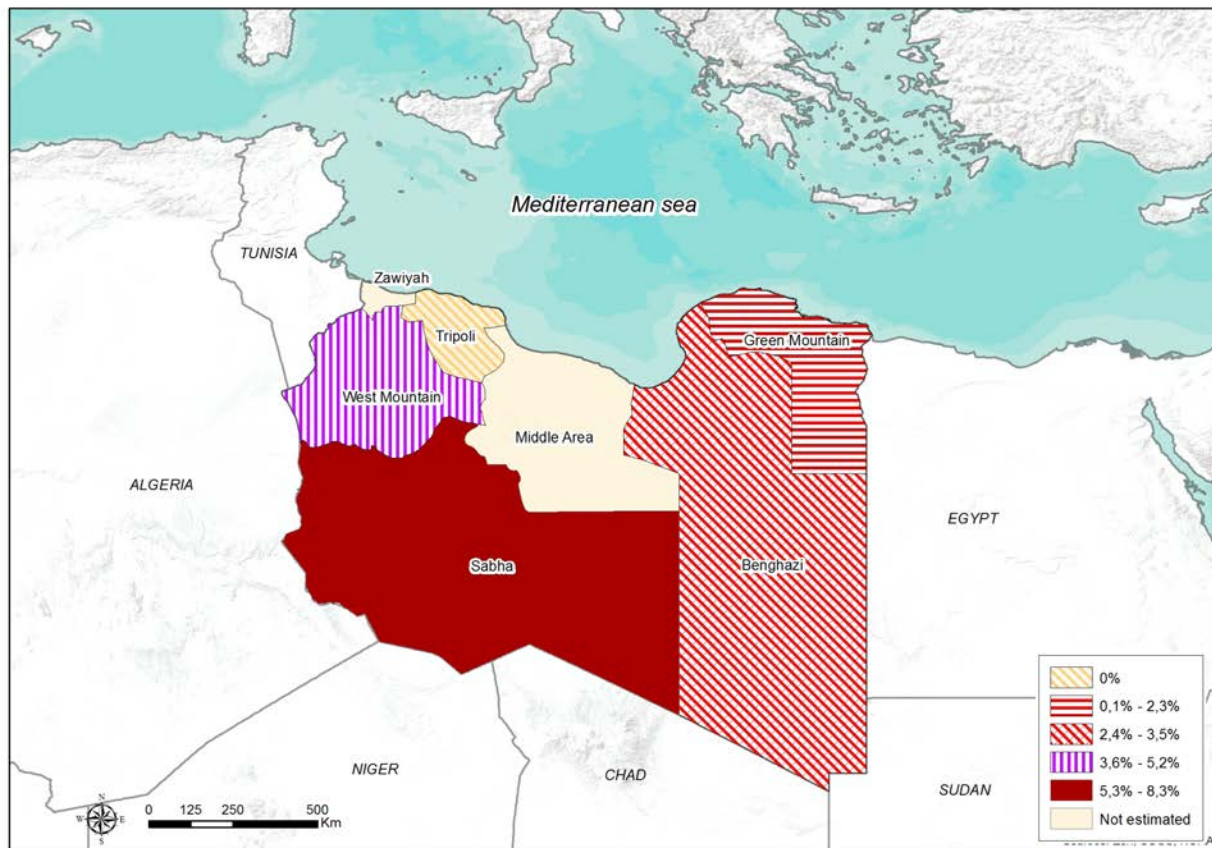 Mediterranean sea
TUNISIA
Zawiyah
Tripoli
Green Mountain
West Mountain
Middle Area
ALGERIA
EGYPT
Sabha
Benghazi
NIGER
CHAD
SUDAN
0%
0,1% - 2,3%
2,4% - 3,5%
3,6% - 5,2%
5,3% - 8,3%
Not estimated
N
W E
S
0 125 250 500
Km